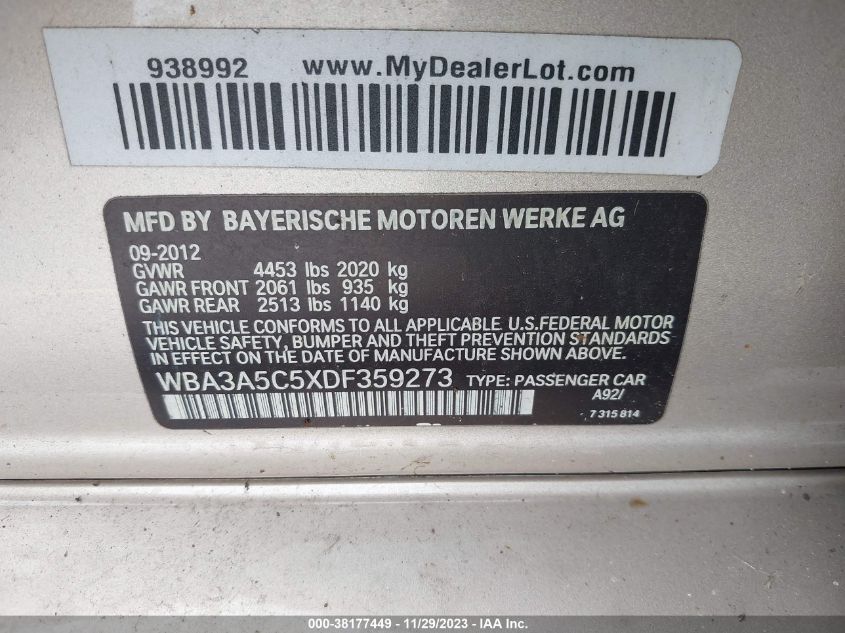 938992 www.MyDealerLot.com
MFD BY BAYERISCHE MOTOREN WERKE AG
09-2012
GVWR 4453 lbs 2020 kg
GAWR FRONT 2061 lbs 935 kg
GAWR REAR 2513 lbs 1140 kg
THIS VEHICLE CONFORMS TO ALL APPLICABLE U.S.FEDERAL MOTOR
VEHICLE SAFETY, BUMPER AND THEFT PREVENTION STANDARDS
IN EFFECT ON THE DATE OF MANUFACTURE SHOWN ABOVE.
WBA3A5C5XDF359273 TYPE: PASSENGER CAR
A92/
7 315 814
000-38177449 - 11/29/2023 - IAA Inc.